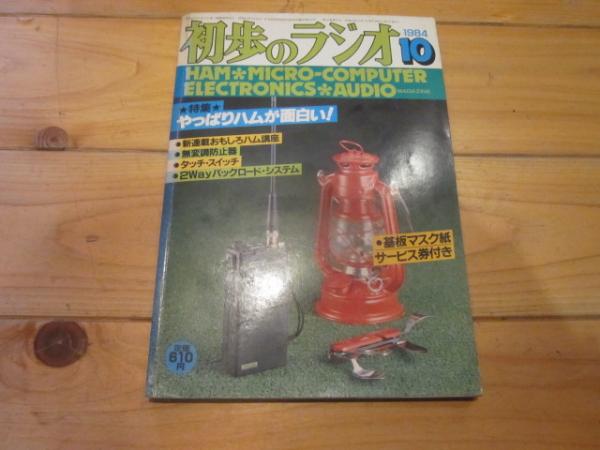 初歩のラジオ
1984
10
HAM*MICRO-COMPUTER
ELECTRONICS*AUDIO MAGAZINE
★特集★
やっぱりハムが面白い!
●新連載おもしろハム講座
●無変調防止器
●タッチ・スイッチ
●2Wayバックロード・システム
●基板マスク紙
サービス券付き
定価
610
円